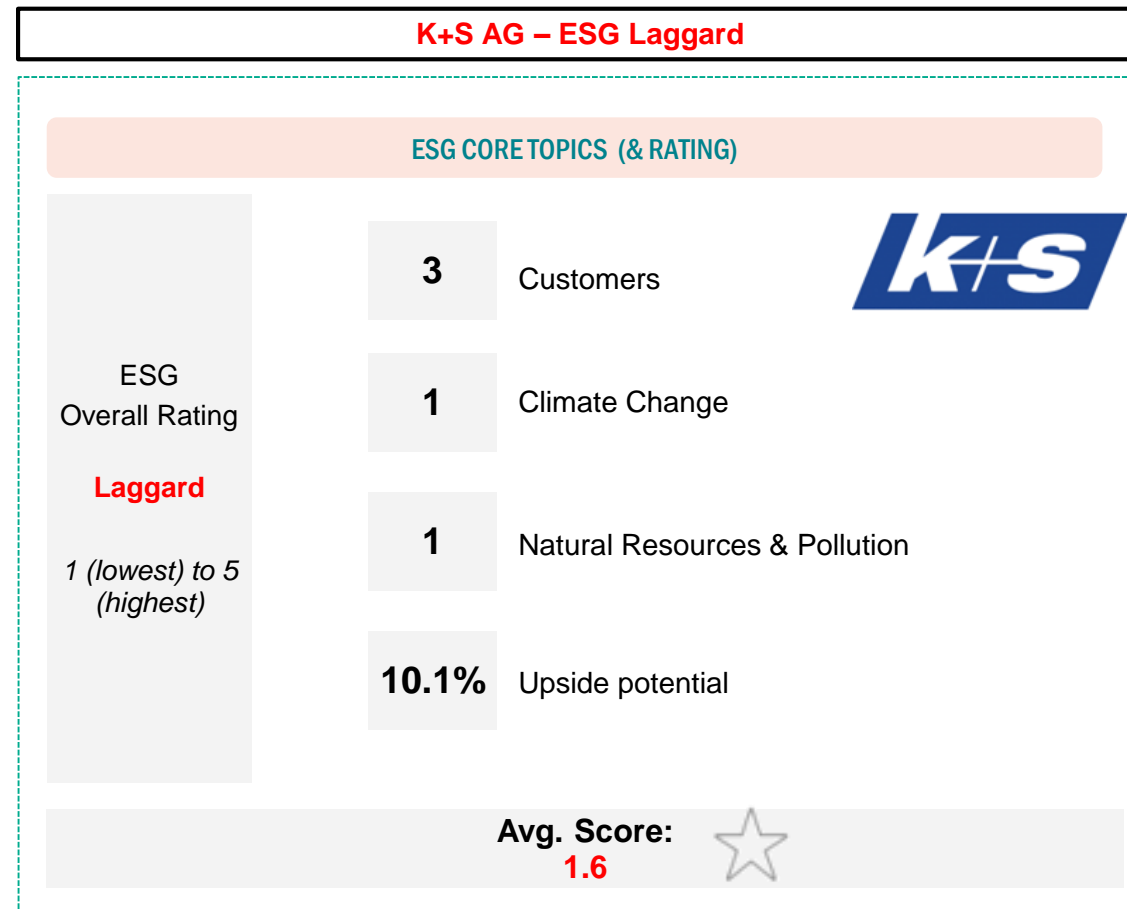 K+S AG – ESG Laggard
ESG CORE TOPICS (& RATING)
ESG
Overall Rating
Laggard
1 (lowest) to 5
(highest)
3 Customers
K+S
1 Climate Change
1 Natural Resources & Pollution
10.1% Upside potential
Avg. Score:
1.6